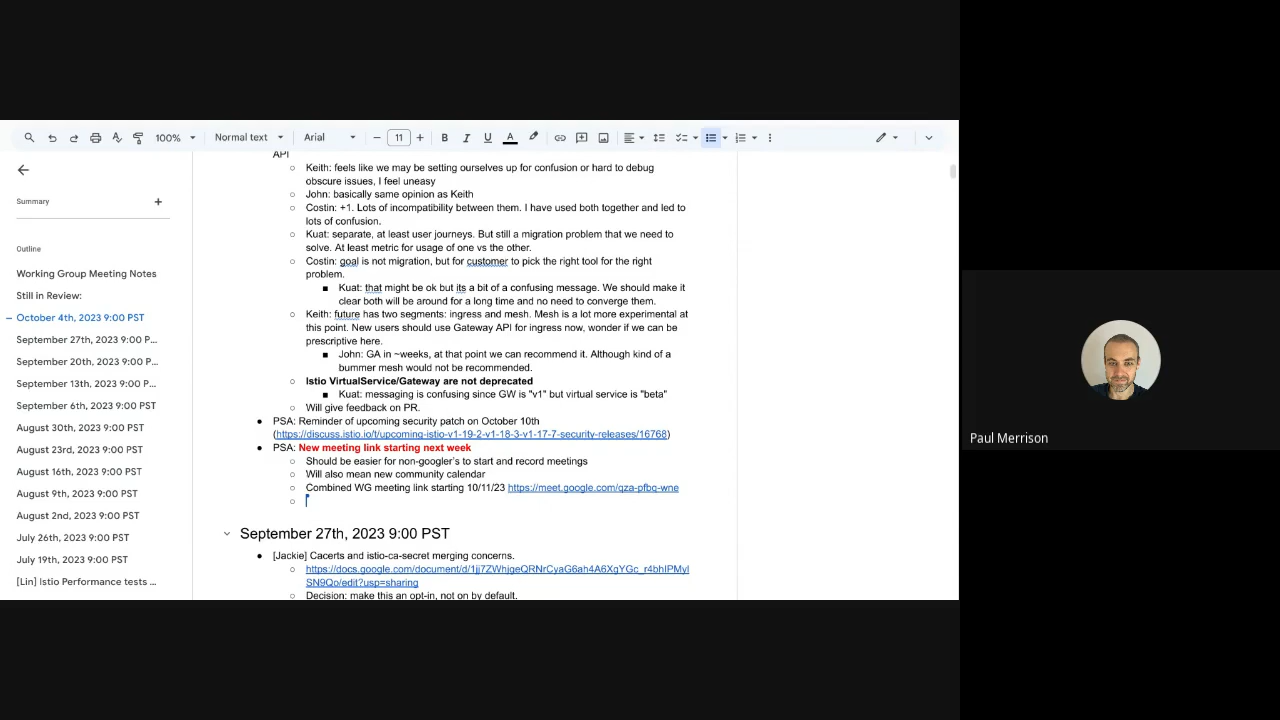 100%
Normal text
Arial
11
Summary
Outline
Working Group Meeting Notes
Still in Review:
October 4th, 2023 9:00 PST
September 27th, 2023 9:00 P...
September 20th, 2023 9:00 P...
September 13th, 2023 9:00 P...
September 6th, 2023 9:00 PST
August 30th, 2023 9:00 PST
August 23rd, 2023 9:00 PST
August 16th, 2023 9:00 PST
August 9th, 2023 9:00 PST
August 2nd, 2023 9:00 PST
July 26th, 2023 9:00 PST
July 19th, 2023 9:00 PST
[Lin] Istio Performance tests ...
API
Keith: feels like we may be setting ourselves up for confusion or hard to debug
obscure issues, I feel uneasy
John: basically same opinion as Keith
Costin: +1. Lots of incompatibility between them. I have used both together and led to
lots of confusion.
Kuat: separate, at least user journeys. But still a migration problem that we need to
solve. At least metric for usage of one vs the other.
Costin: goal is not migration, but for customer to pick the right tool for the right
problem.
Kuat: that might be ok but its a bit of a confusing message. We should make it
clear both will be around for a long time and no need to converge them.
Keith: future has two segments: ingress and mesh. Mesh is a lot more experimental at
this point. New users should use Gateway API for ingress now, wonder if we can be
prescriptive here.
John: GA in ~weeks, at that point we can recommend it. Although kind of a
bummer mesh would not be recommended.
Istio VirtualService/Gateway are not deprecated
Kuat: messaging is confusing since GW is "v1" but virtual service is "beta"
Will give feedback on PR.
PSA: Reminder of upcoming security patch on October 10th
(https://discuss.istio.io/t/upcoming-istio-v1-19-2-v1-18-3-v1-17-7-security-releases/16768)
PSA: New meeting link starting next week
Should be easier for non-googler's to start and record meetings
Will also mean new community calendar
Combined WG meeting link starting 10/11/23 https://meet.google.com/qza-pfbq-wne
September 27th, 2023 9:00 PST
[Jackie] Cacerts and istio-ca-secret merging concerns.
https://docs.google.com/document/d/1jj7ZWhjgeQRNrCyaG6ah4A6XgYGc_r4bhIPMyI
SN9Qo/edit?usp=sharing
Decision: make this an opt-in, not on by default.
Paul Merrison